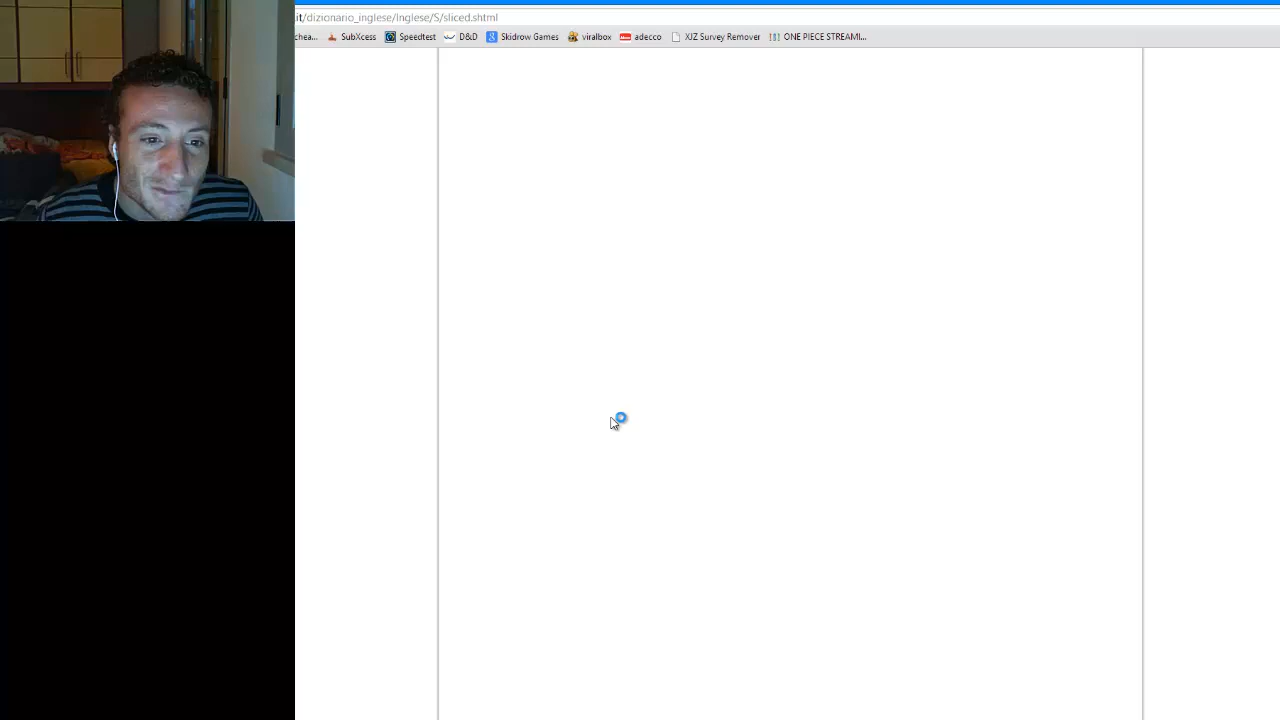 it/dizionario_inglese/Inglese/S/sliced.shtml
chea... SubXcess Speedtest D&D Skidrow Games viralbox adecco XJZ Survey Remover ONE PIECE STREAMI...